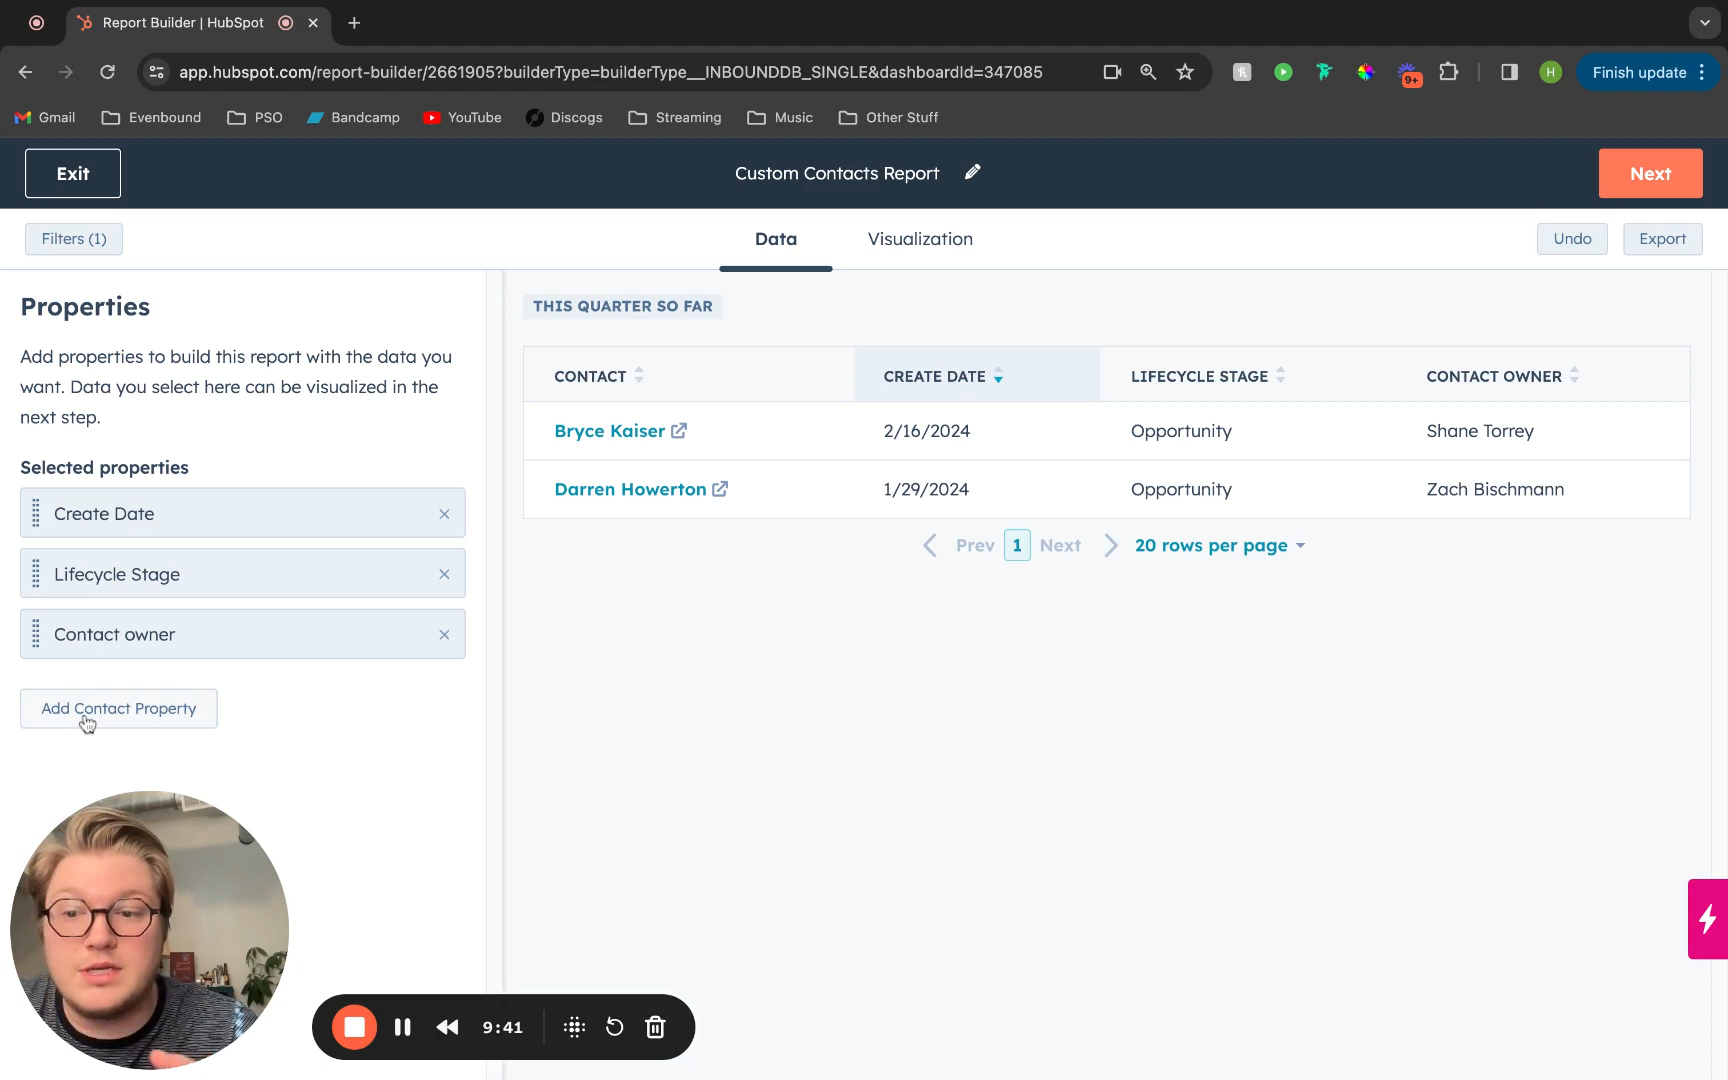 Report Builder | HubSpot
app.hubspot.com/report-builder/2661905?builderType=builderType__INBOUNDDB_SINGLE&dashboardId=347085
9+
H
Finish update
Gmail
Evenbound
PSO
Bandcamp
YouTube
Discogs
Streaming
Music
Other Stuff
Exit
Custom Contacts Report
Next
Filters (1)
Data
Visualization
Undo
Export
Properties
Add properties to build this report with the data you
want. Data you select here can be visualized in the
next step.
Selected properties
Create Date
Lifecycle Stage
Contact owner
Add Contact Property
THIS QUARTER SO FAR
CONTACT CREATE DATE LIFECYCLE STAGE CONTACT OWNER
Bryce Kaiser 2/16/2024 Opportunity Shane Torrey
Darren Howerton 1/29/2024 Opportunity Zach Bischmann
Prev 1 Next 20 rows per page
9:41